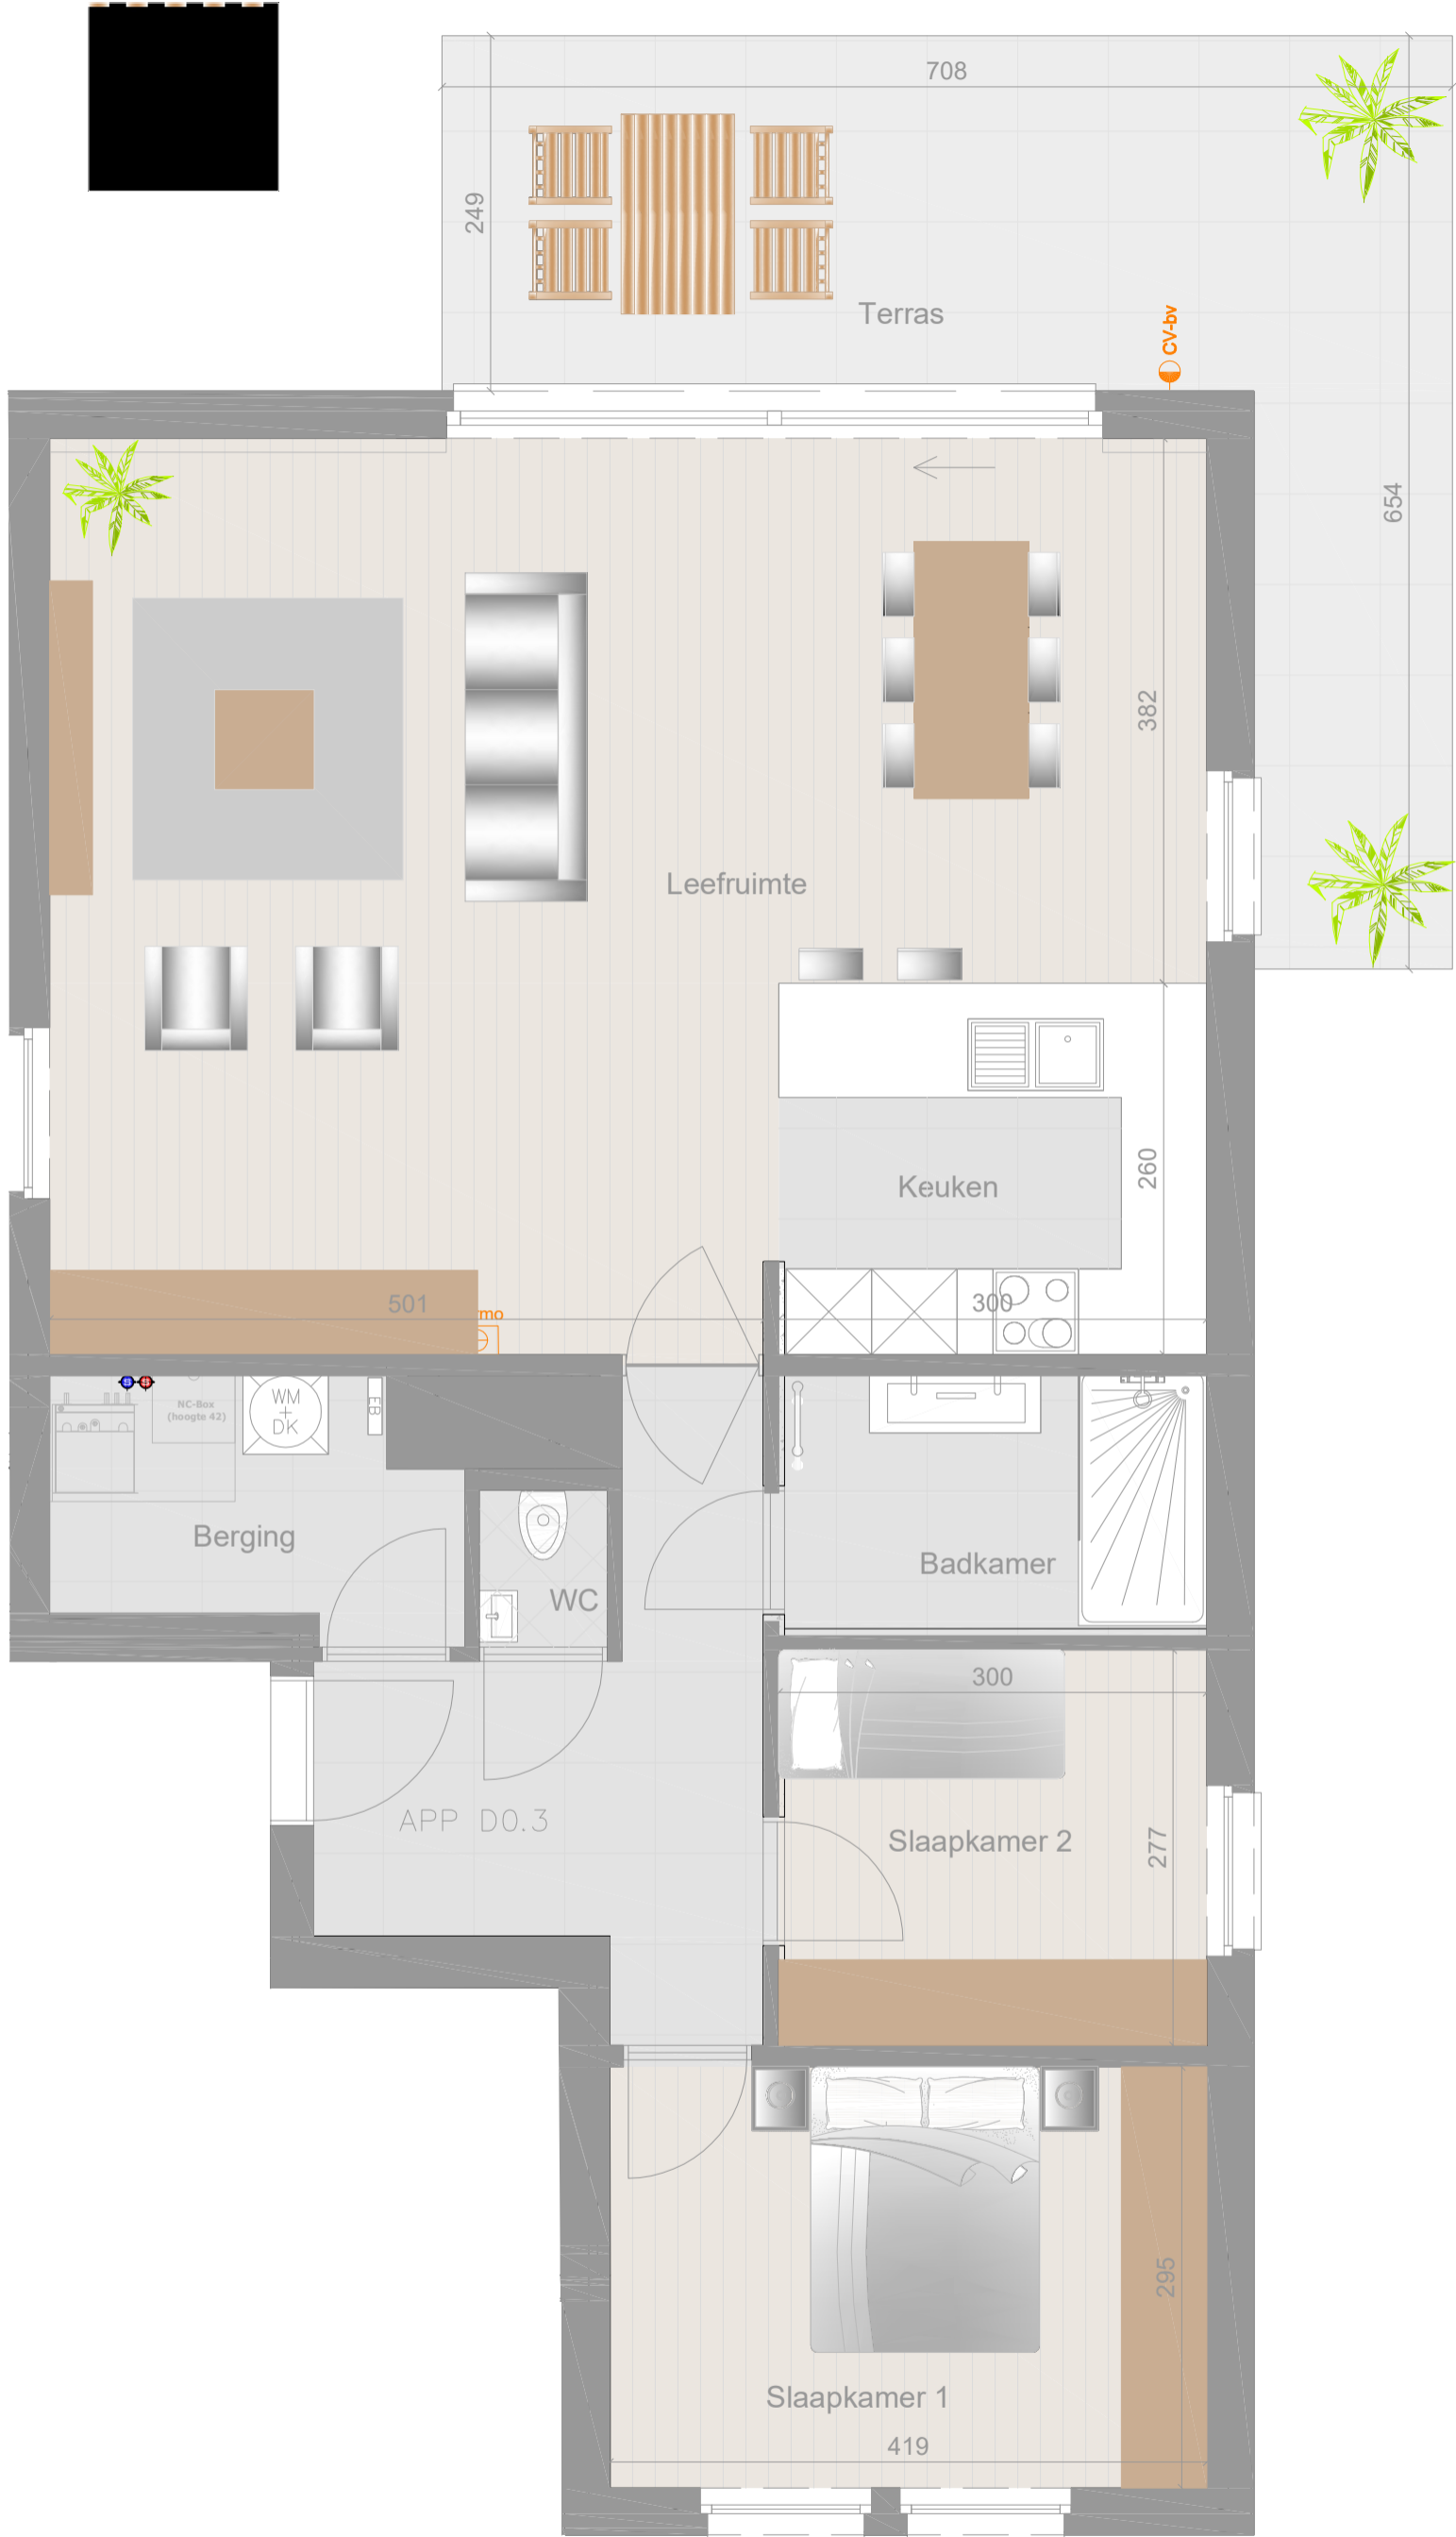 708
249
Terras
CV-bv
654
382
Leefruimte
Keuken
260
501
rmo
300
NC-Box
(hoogte 42)
WM
+
DK
EB
Berging
WC
Badkamer
300
APP D0.3
Slaapkamer 2
277
295
Slaapkamer 1
419